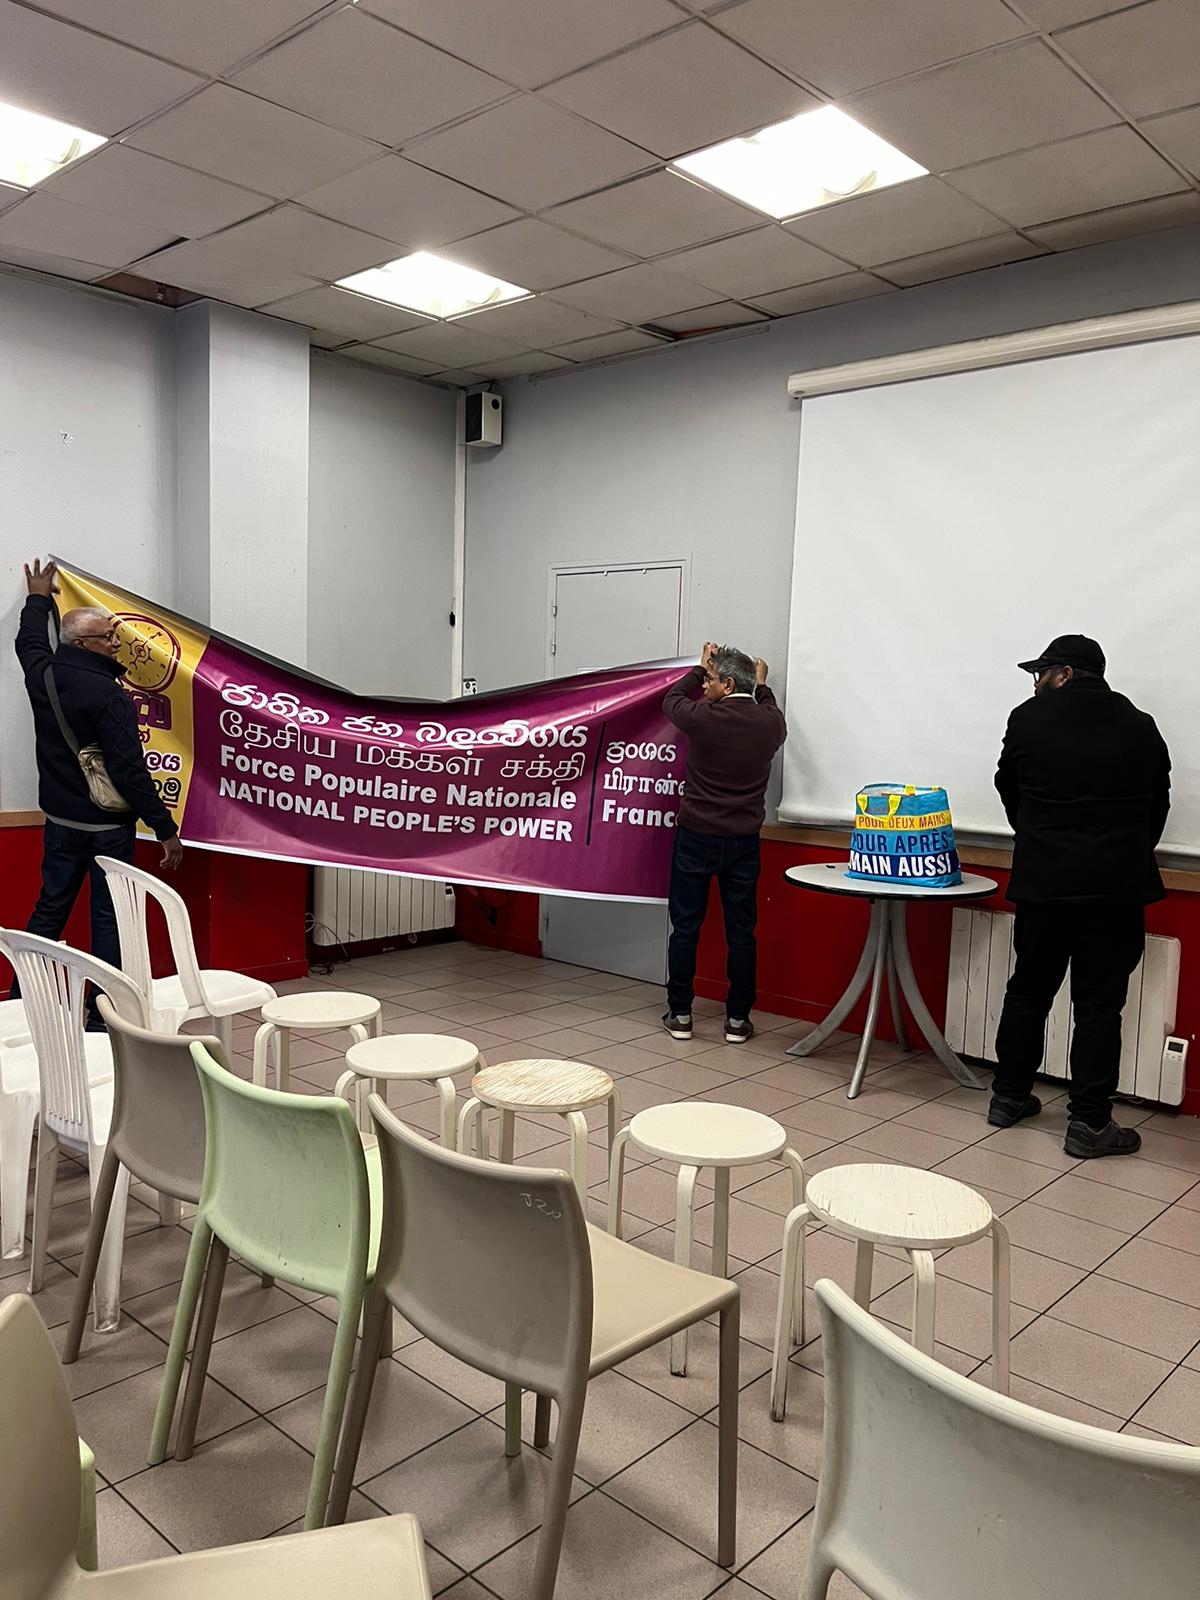 ජාතික ජන බලවේගය
தேசிய மக்கள் சக்தி
Force Populaire Nationale
NATIONAL PEOPLE'S POWER
ප්‍රංශය
France
POUR DEUX MAINS
POUR APRÈS
MAIN AUSSI